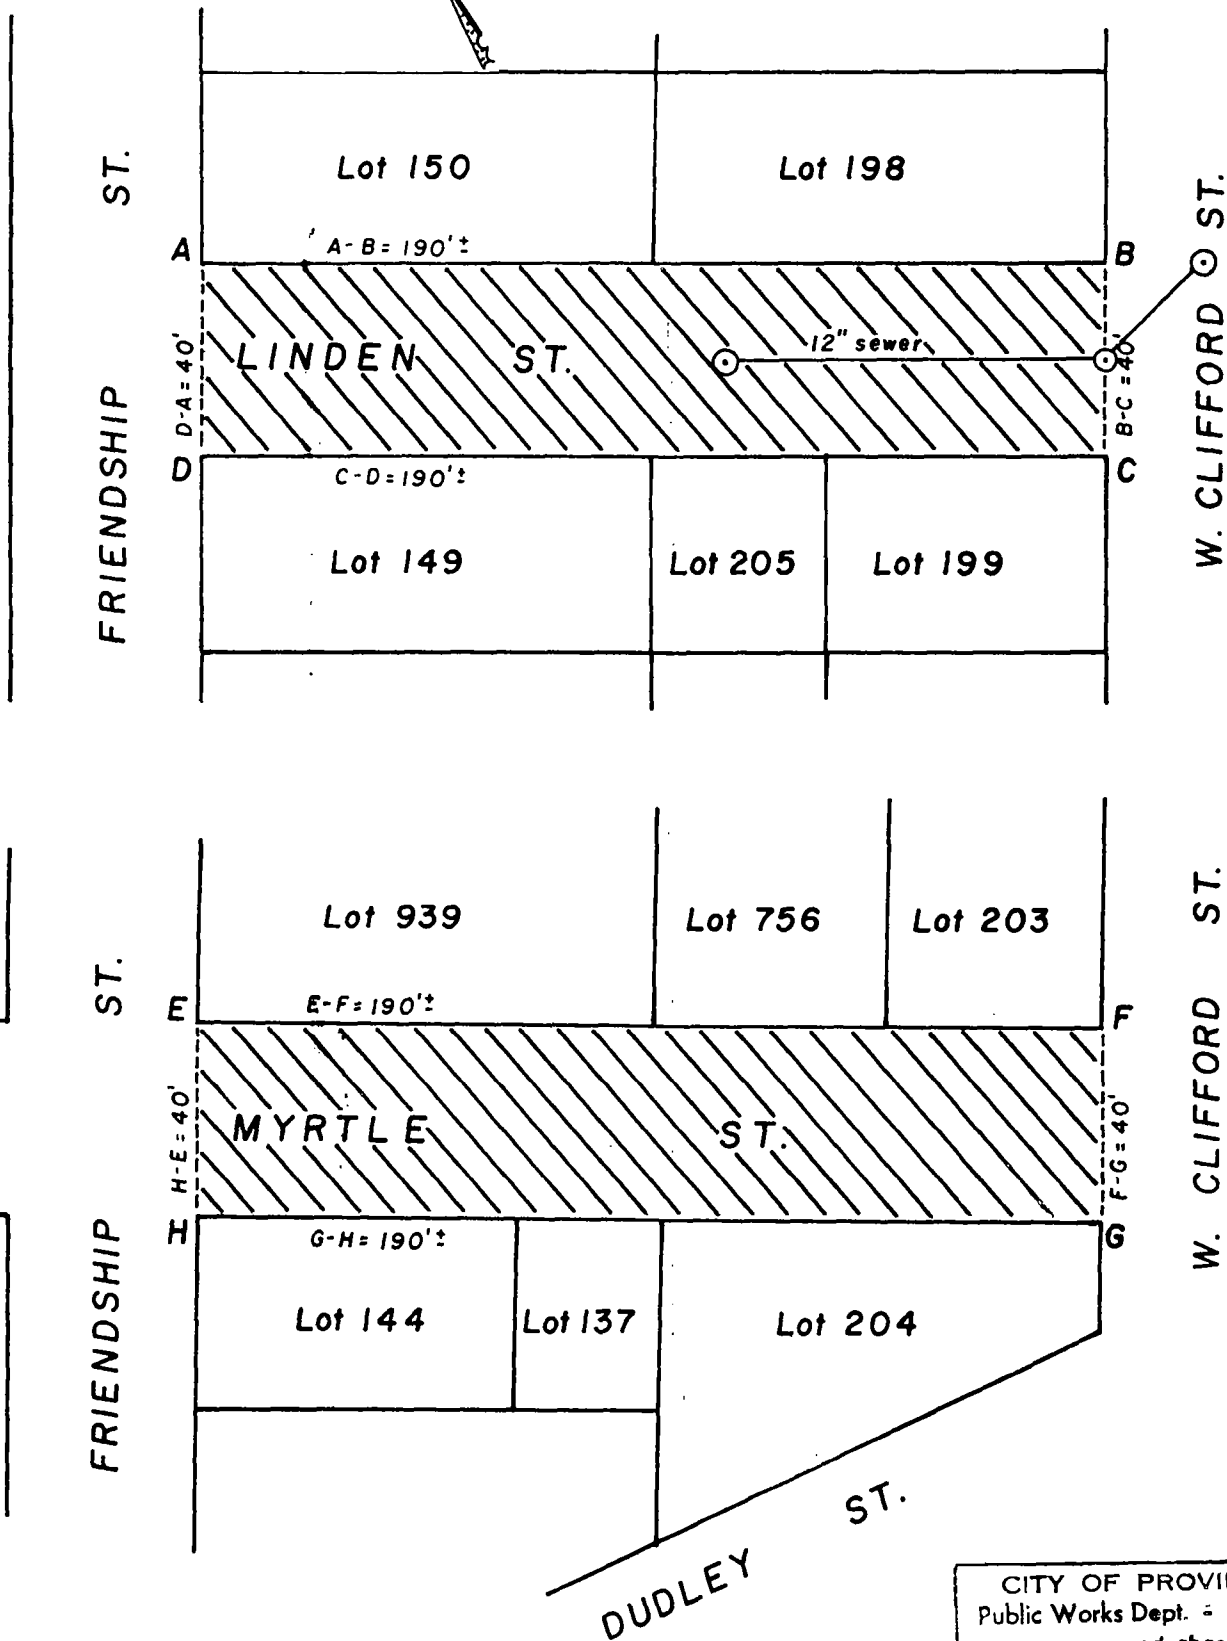 Lot 150
Lot 198
FRIENDSHIP ST.
W. CLIFFORD ST.
A
A-B = 190'±
B
LINDEN ST.
12" sewer
D-A = 40'
B-C = 40'
D
C-D = 190'±
C
Lot 149
Lot 205
Lot 199
Lot 939
Lot 756
Lot 203
FRIENDSHIP ST.
W. CLIFFORD ST.
E
E-F = 190'±
F
MYRTLE ST.
H-E = 40'
F-G = 40'
H
G-H = 190'±
G
Lot 144
Lot 137
Lot 204
DUDLEY ST.
CITY OF PROVI
Public Works Dept. -